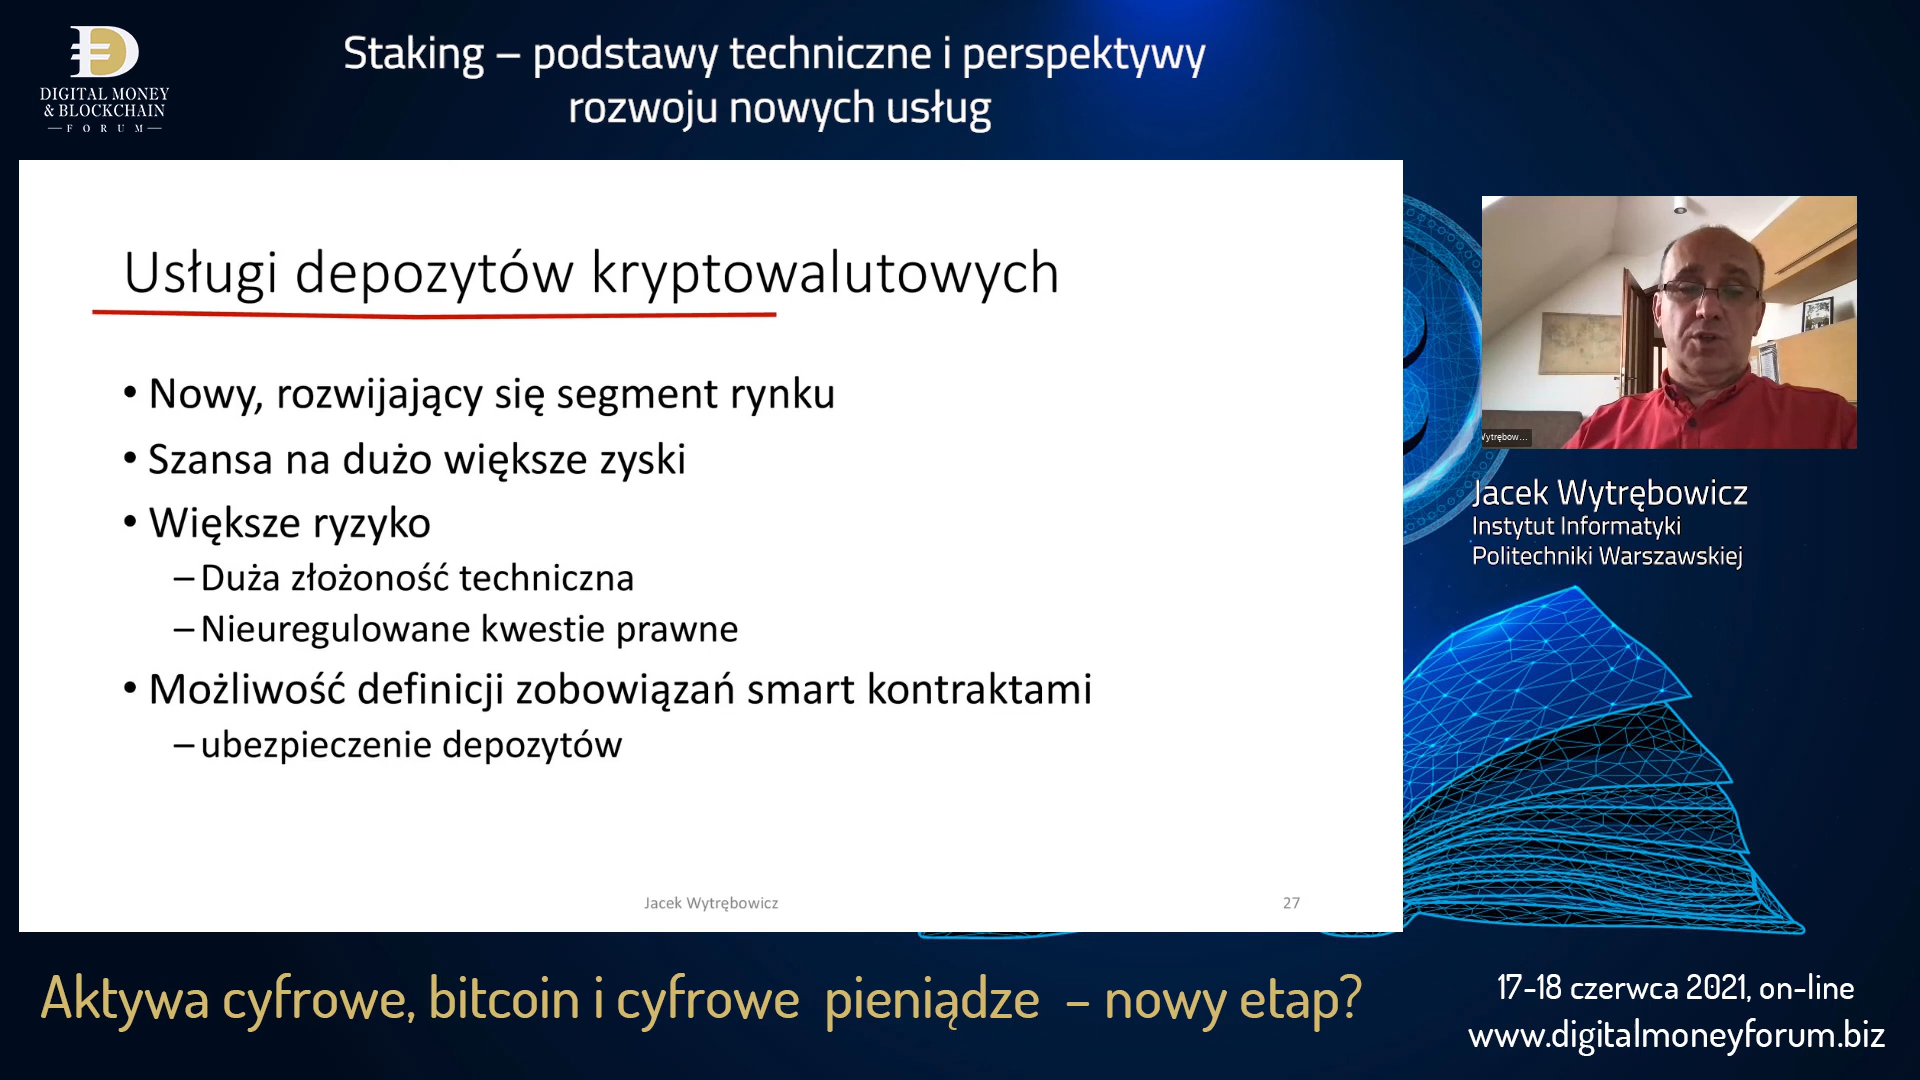 DIGITAL MONEY
& BLOCKCHAIN
FORUM
Staking – podstawy techniczne i perspektywy
rozwoju nowych usług
Usługi depozytów kryptowalutowych
• Nowy, rozwijający się segment rynku
• Szansa na dużo większe zyski
• Większe ryzyko
– Duża złożoność techniczna
– Nieuregulowane kwestie prawne
• Możliwość definicji zobowiązań smart kontraktami
– ubezpieczenie depozytów
Jacek Wytrębowicz
27
Wytrębow...
Jacek Wytrębowicz
Instytut Informatyki
Politechniki Warszawskiej
Aktywa cyfrowe, bitcoin i cyfrowe pieniądze – nowy etap?
17-18 czerwca 2021, on-line
www.digitalmoneyforum.biz